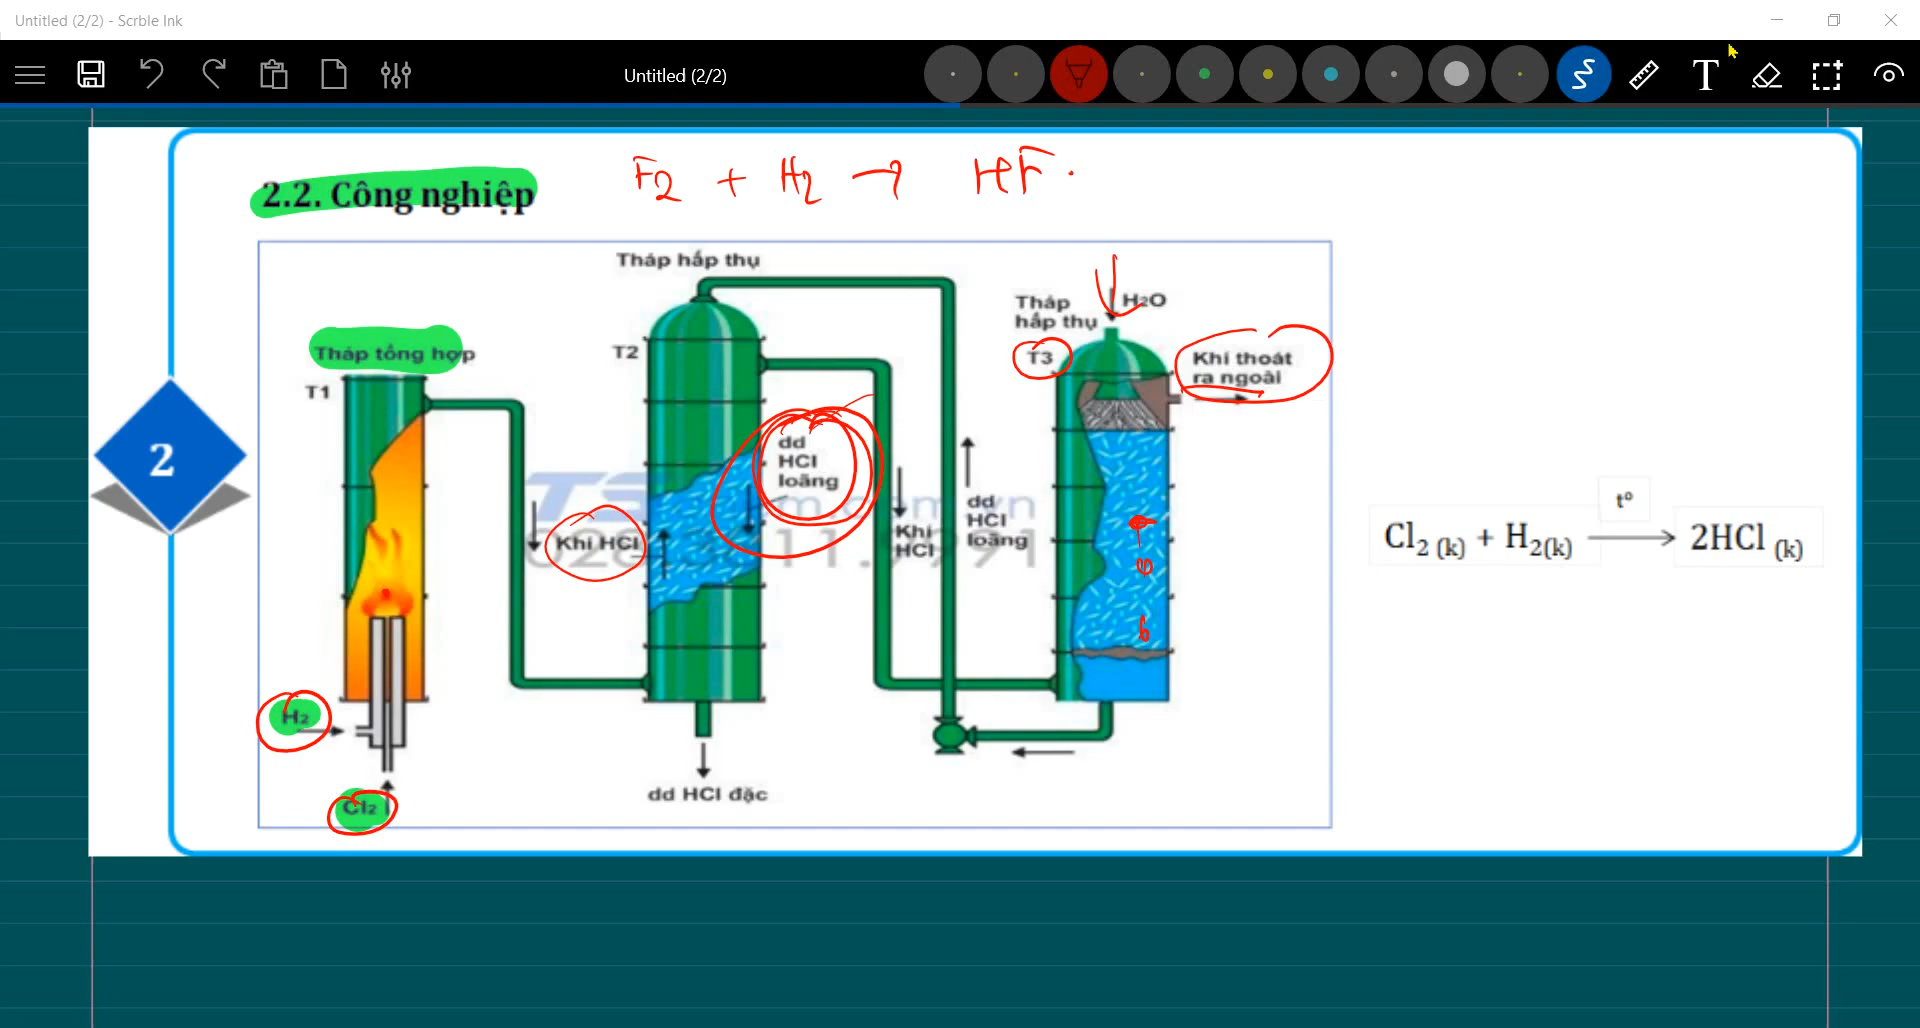 Untitled (2/2) - Scrble Ink
Untitled (2/2)
T
2.2. Công nghiệp
F2 + H2 → HF.
Tháp hấp thụ
Tháp
hấp thụ
H2O
Tháp tổng hợp
T1
T2
T3
Khí thoát
ra ngoài
2
dd
HCl
loãng
Khí HCl
Khí
HCl
dd
HCl
loãng
Cl2 (k) + H2(k) t° → 2HCl (k)
H2
Cl2
dd HCl đặc